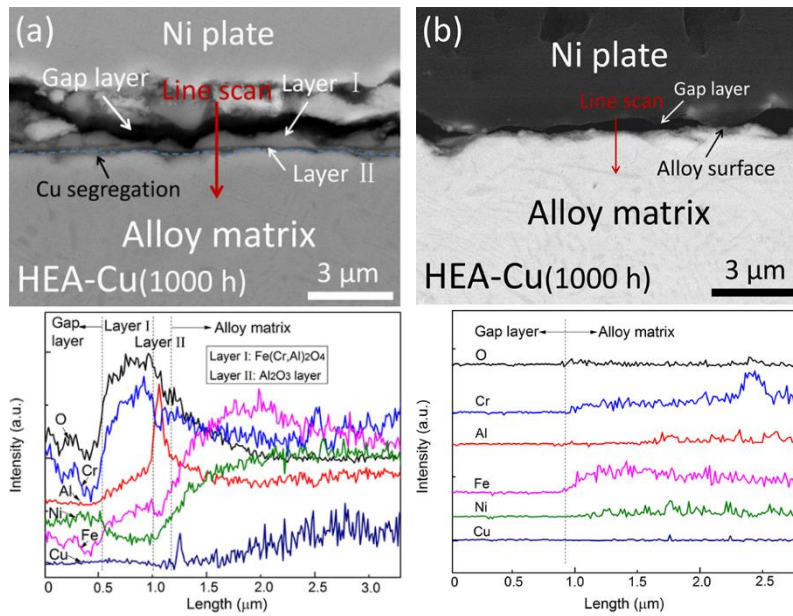 (a)
Ni plate
Gap layer
Line scan
Layer I
Layer II
Cu segregation
Alloy matrix
HEA-Cu(1000 h)
3 μm
(b)
Ni plate
Line scan
Gap layer
Alloy surface
Alloy matrix
HEA-Cu(1000 h)
3 μm
Gap layer
Layer I
Layer II
Alloy matrix
Layer I: Fe(Cr,Al)2O4
Layer II: Al2O3 layer
O
Cr
Al
Ni
Fe
Cu
Intensity (a.u.)
0.0 0.5 1.0 1.5 2.0 2.5 3.0
Length (μm)
Gap layer
Alloy matrix
O
Cr
Al
Fe
Ni
Cu
Intensity (a.u.)
0.0 0.5 1.0 1.5 2.0 2.5
Length (μm)